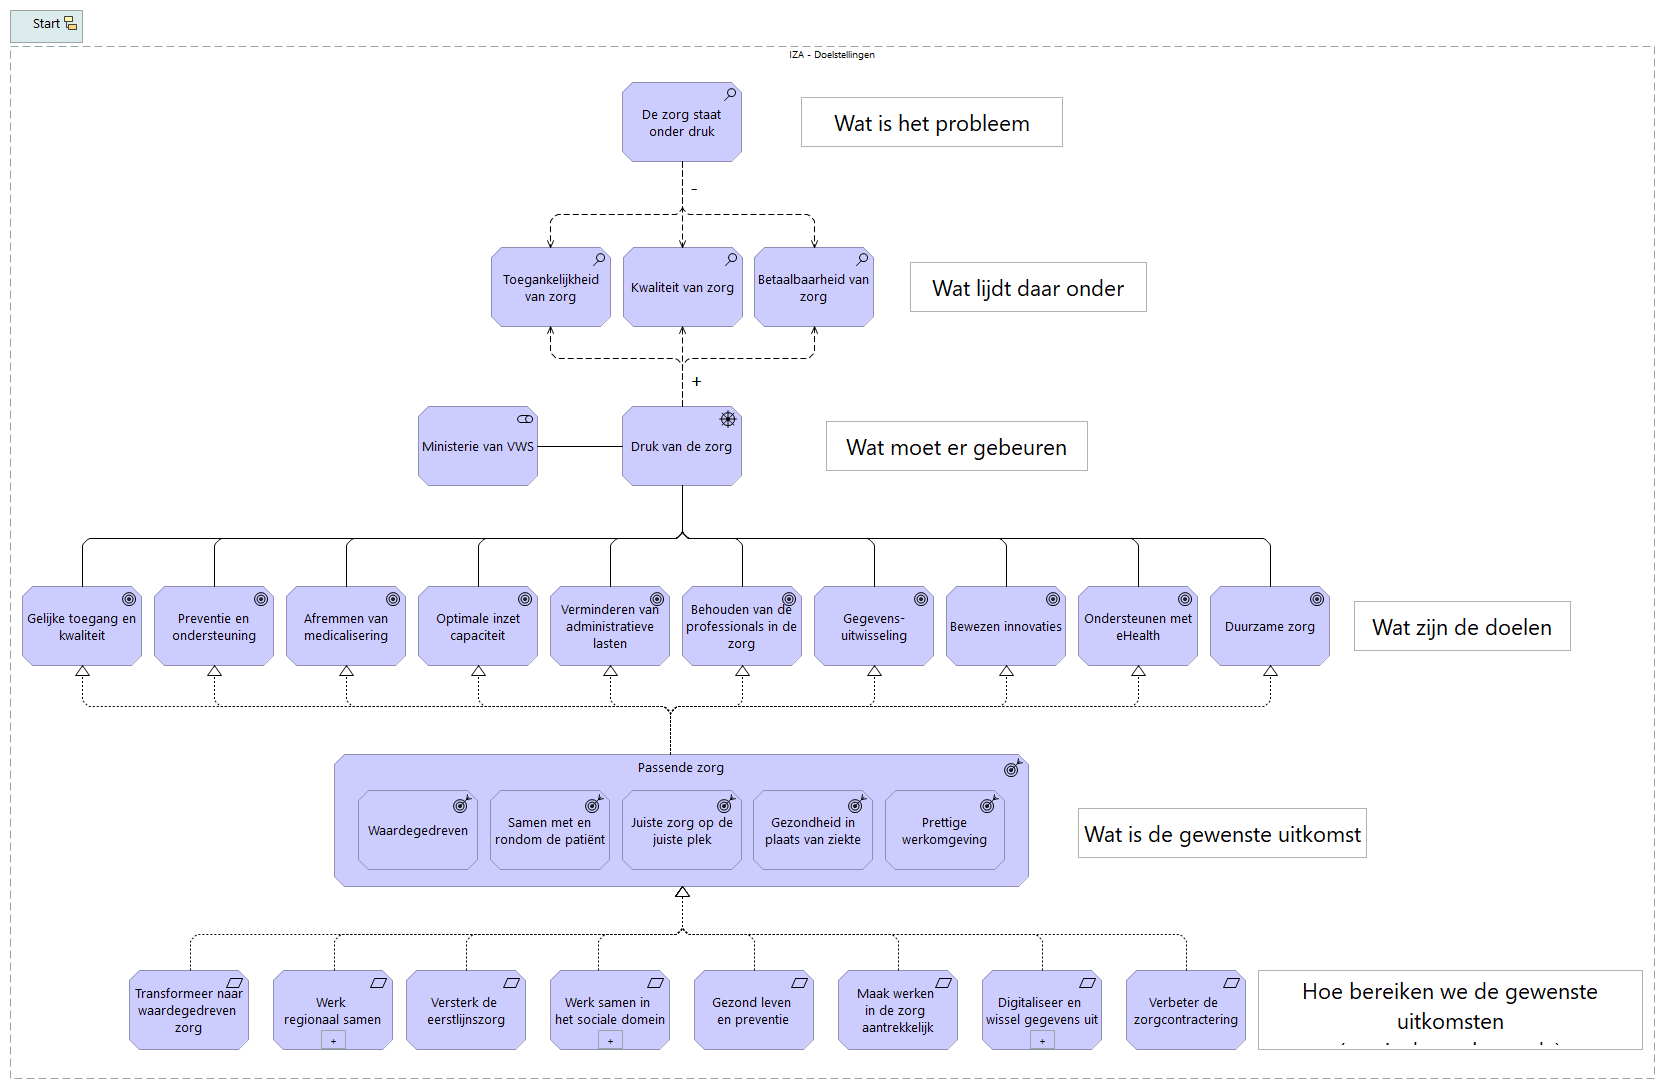 Start
IZA - Doelstellingen
De zorg staat
onder druk
Wat is het probleem
-
Toegankelijkheid
van zorg
Kwaliteit van zorg
Betaalbaarheid van
zorg
Wat lijdt daar onder
+
Ministerie van VWS
Druk van de zorg
Wat moet er gebeuren
Gelijke toegang en
kwaliteit
Preventie en
ondersteuning
Afremmen van
medicalisering
Optimale inzet
capaciteit
Verminderen van
administratieve
lasten
Behouden van de
professionals in de
zorg
Gegevens-
uitwisseling
Bewezen innovaties
Ondersteunen met
eHealth
Duurzame zorg
Wat zijn de doelen
Passende zorg
Waardegedreven
Samen met en
rondom de patiënt
Juiste zorg op de
juiste plek
Gezondheid in
plaats van ziekte
Prettige
werkomgeving
Wat is de gewenste uitkomst
Transformeer naar
waardegedreven
zorg
Werk
regionaal samen
+
Versterk de
eerstlijnszorg
Werk samen in
het sociale domein
+
Gezond leven
en preventie
Maak werken
in de zorg
aantrekkelijk
Digitaliseer en
wissel gegevens uit
+
Verbeter de
zorgcontractering
Hoe bereiken we de gewenste
uitkomsten